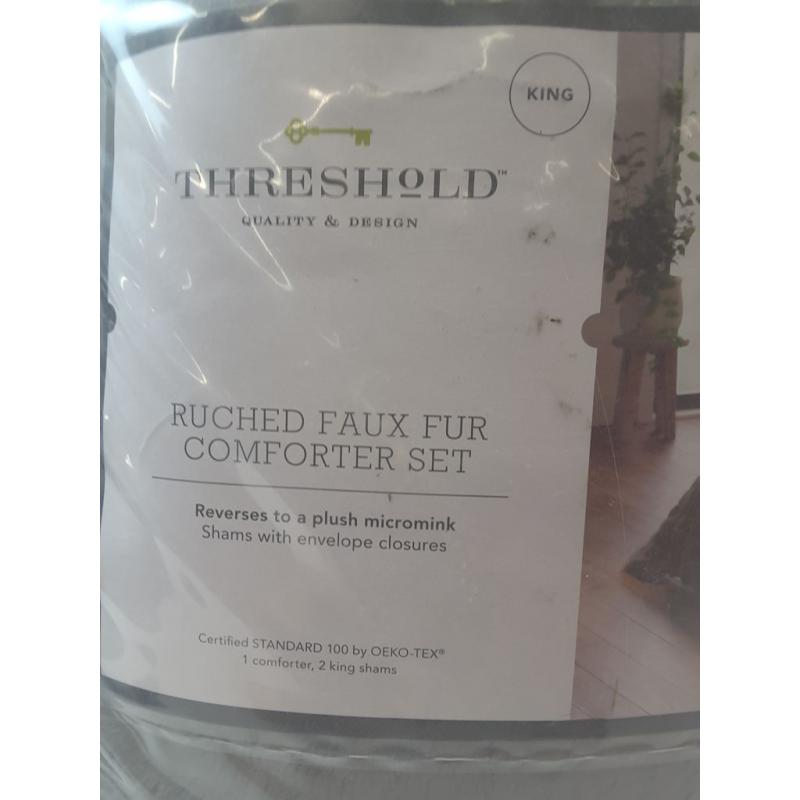 KING
THRESHOLD™
QUALITY & DESIGN
RUCHED FAUX FUR
COMFORTER SET
Reverses to a plush micromink
Shams with envelope closures
Certified STANDARD 100 by OEKO-TEX®
1 comforter, 2 king shams